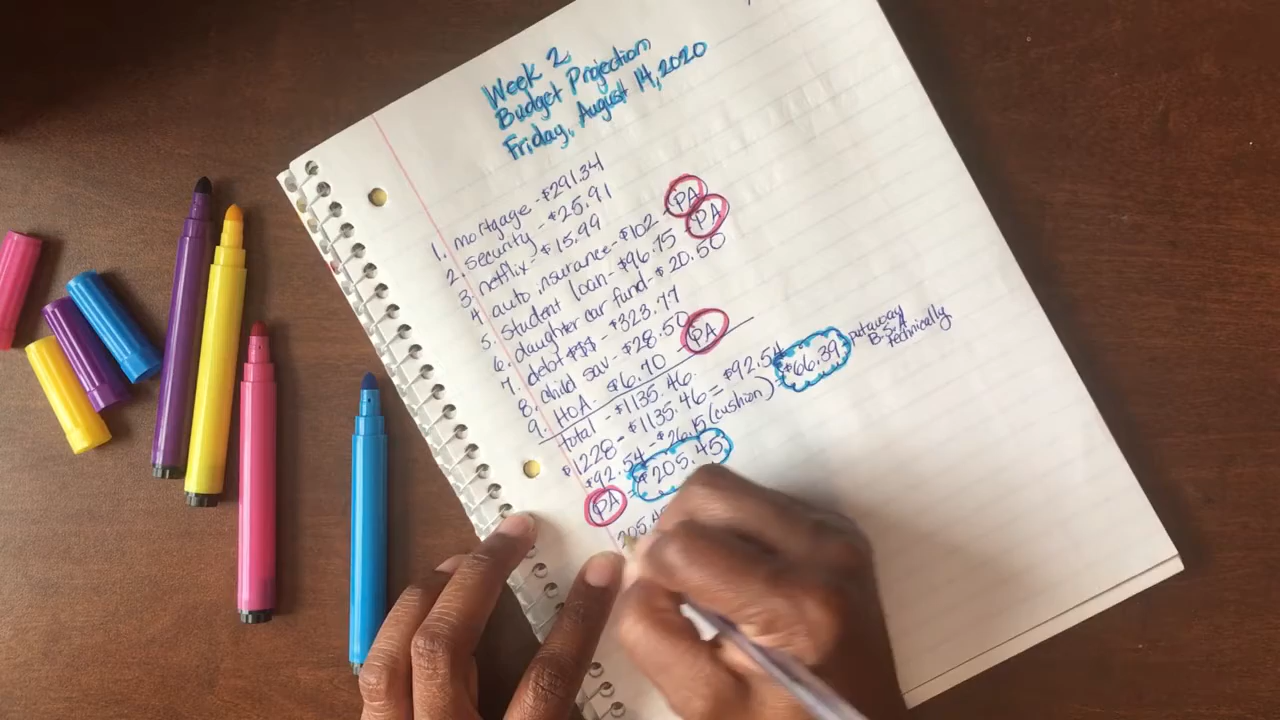 Week 2
Budget Projection
Friday, August 14, 2020
1. mortgage - $291.34
2. security - $25.91
3. netflix - $15.99
4. auto insurance - $102 - PA
5. student loan - $96.75 PA
6. daughter car fund - $20.50
7. debt $$$ - $323.77
8. child sav - $28.50
9. HOA - $6.70 PA
Total - $1135.46
$1228 - $1135.46 = $92.54
$92.54 - $26.15 (cushion) = $66.39
put away
Technically
PA = $205.45